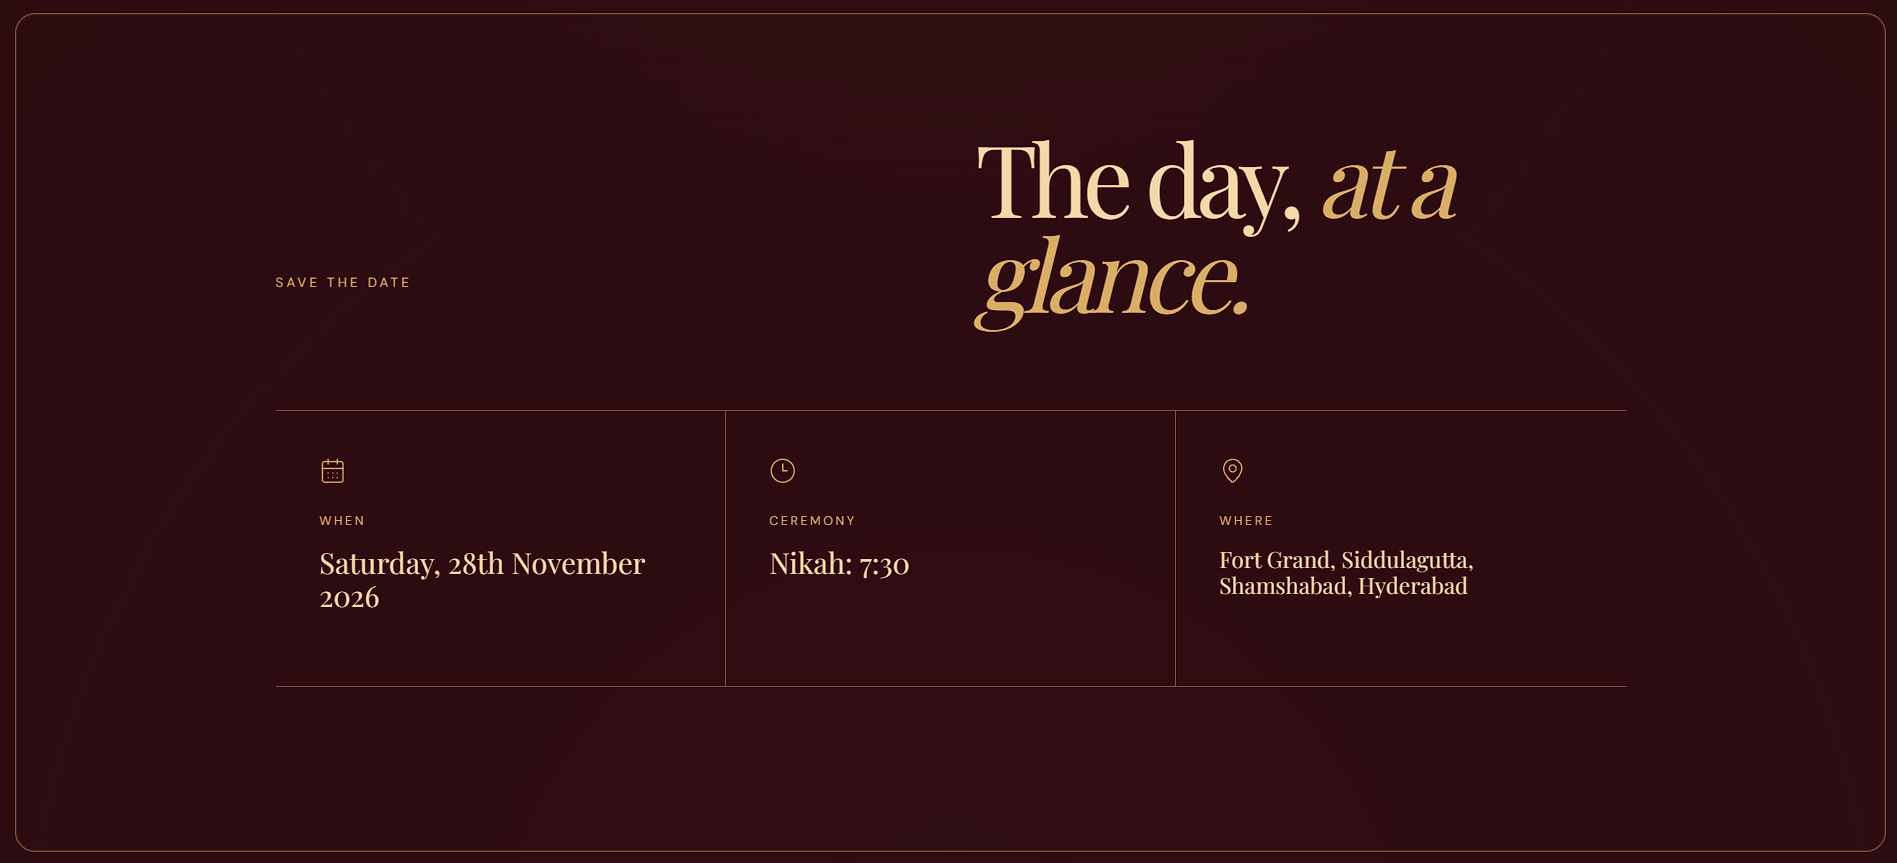 The day, at a
glance.
SAVE THE DATE
WHEN
Saturday, 28th November
2026
CEREMONY
Nikah: 7:30
WHERE
Fort Grand, Siddulagutta,
Shamshabad, Hyderabad